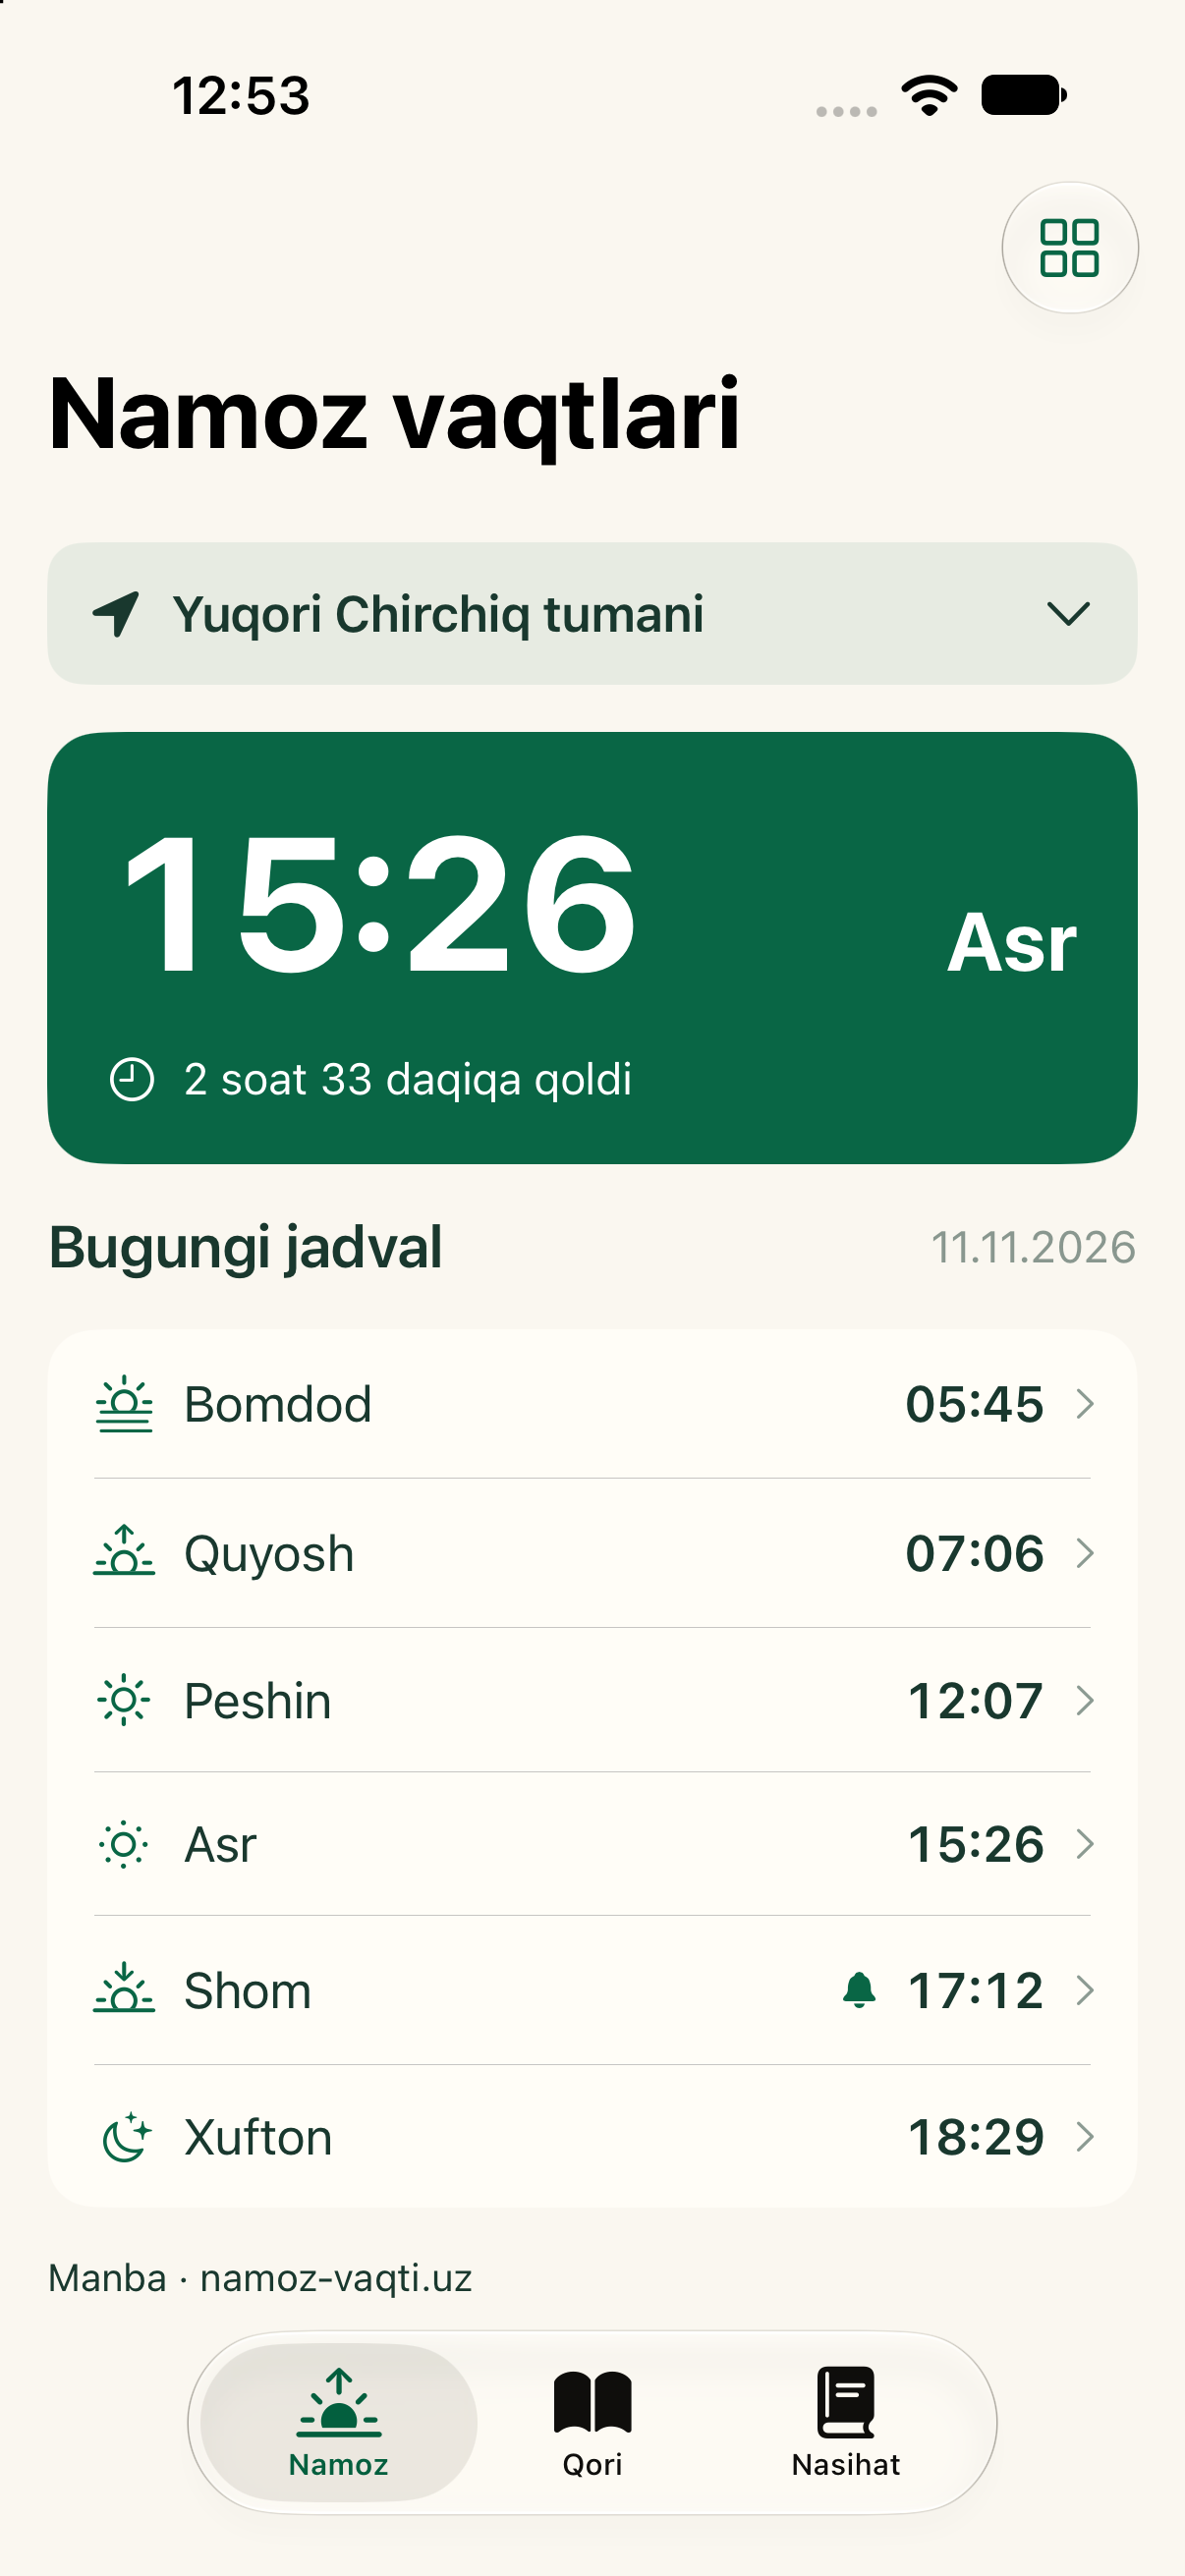 12:53
Namoz vaqtlari
Yuqori Chirchiq tumani
15:26 Asr
2 soat 33 daqiqa qoldi
Bugungi jadval 11.11.2026
Bomdod 05:45
Quyosh 07:06
Peshin 12:07
Asr 15:26
Shom 17:12
Xufton 18:29
Manba · namoz-vaqti.uz
Namoz Qori Nasihat